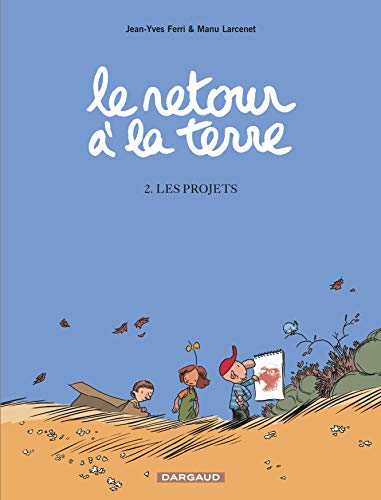 Jean-Yves Ferri & Manu Larcenet
le retour
à la terre
2. LES PROJETS
DARGAUD